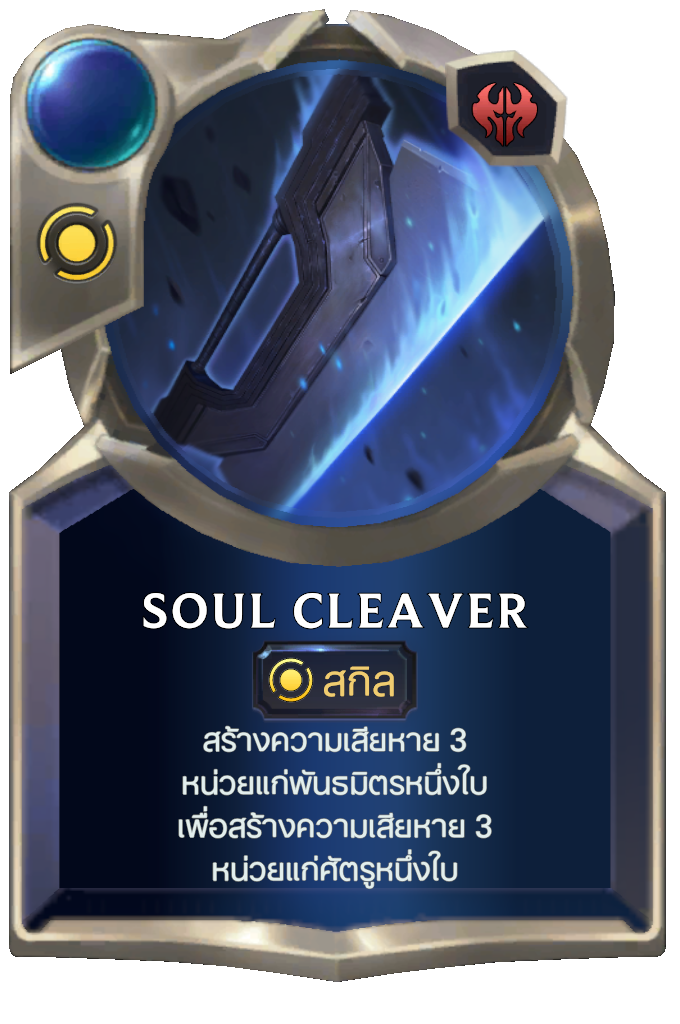 SOUL CLEAVER
สกิล
สร้างความเสียหาย 3
หน่วยแก่พันธมิตรหนึ่งใบ
เพื่อสร้างความเสียหาย 3
หน่วยแก่ศัตรูหนึ่งใบ